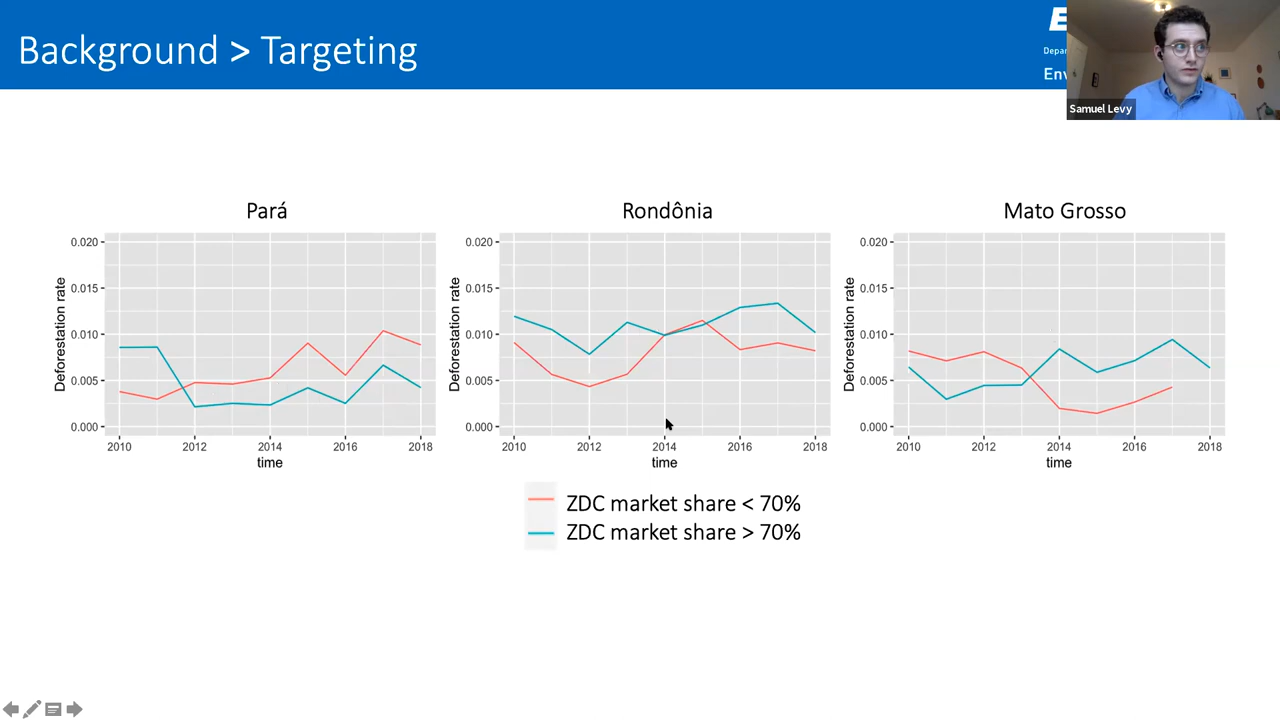 Background > Targeting
E
Depar
Env
Samuel Levy
Pará
Rondônia
Mato Grosso
Deforestation rate
0.020
0.015
0.010
0.005
0.000
2010 2012 2014 2016 2018
time
Deforestation rate
0.020
0.015
0.010
0.005
0.000
2010 2012 2014 2016 2018
time
Deforestation rate
0.020
0.015
0.010
0.005
0.000
2010 2012 2014 2016 2018
time
ZDC market share < 70%
ZDC market share > 70%